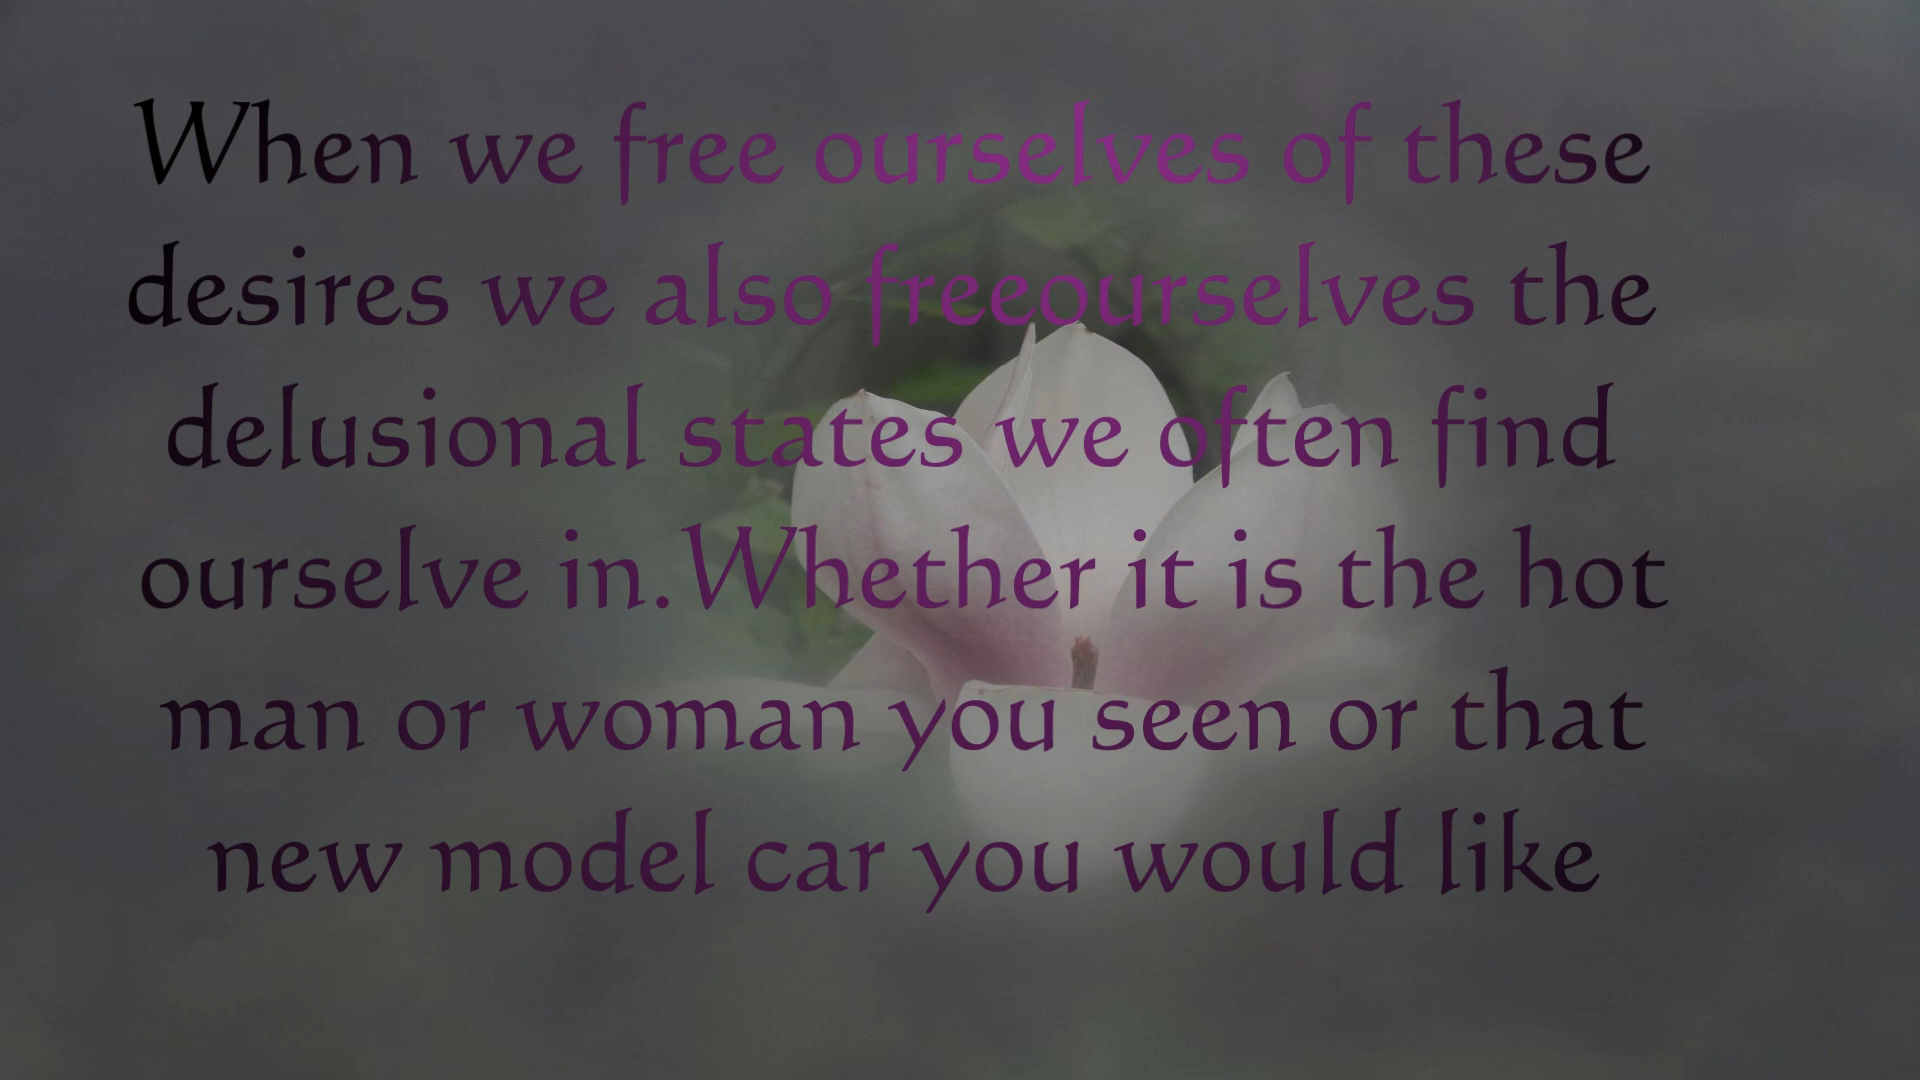 When we free ourselves of these
desires we also freeourselves the
delusional states we often find
ourselve in.Whether it is the hot
man or woman you seen or that
new model car you would like